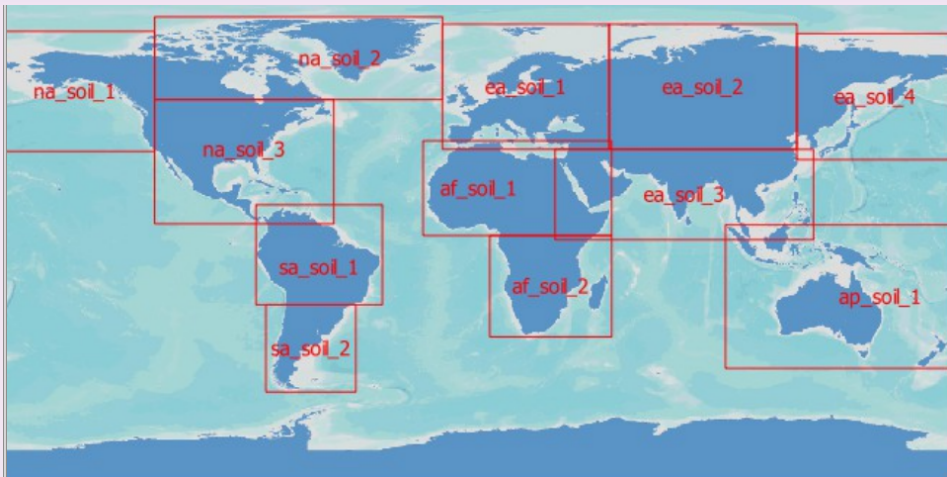 na_soil_1
na_soil_2
na_soil_3
ea_soil_1
ea_soil_2
ea_soil_4
af_soil_1
ea_soil_3
sa_soil_1
af_soil_2
ap_soil_1
sa_soil_2